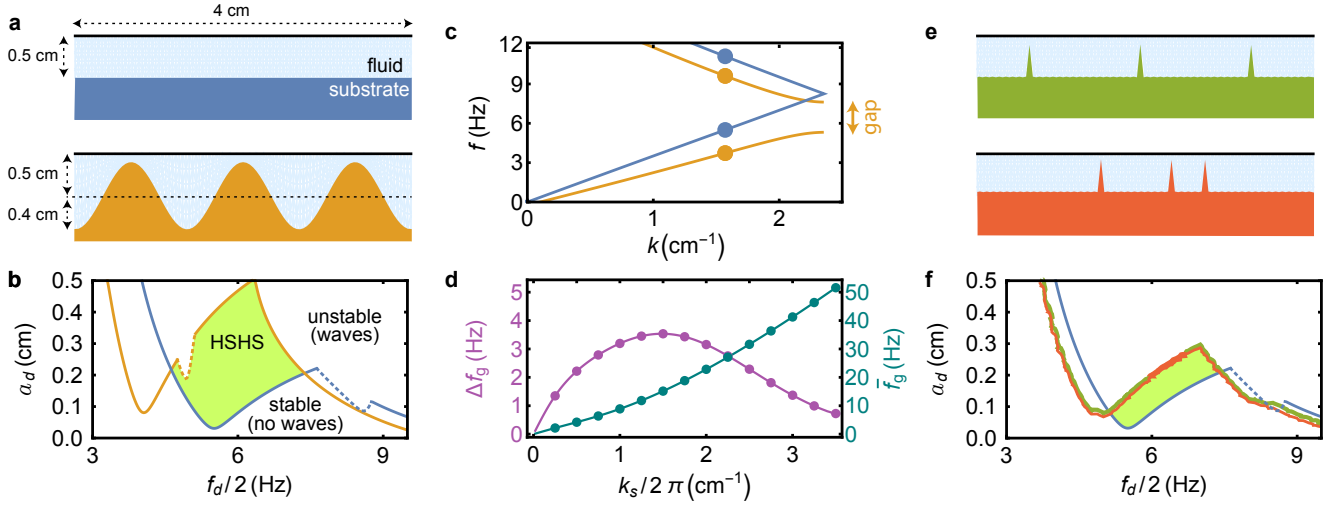 a
4 cm
0.5 cm
fluid
substrate
0.5 cm
0.4 cm
b
0.5
0.4
0.3
0.2
0.1
0.0
a_d (cm)
HSHS
unstable
(waves)
stable
(no waves)
3
6
9
f_d/2 (Hz)
c
12
9
6
3
0
f (Hz)
gap
0
1
2
k (cm⁻¹)
d
5
4
3
2
1
0
Δf_g (Hz)
50
40
30
20
10
0
f̄_g (Hz)
0
1
2
3
k_s/2 π (cm⁻¹)
e
f
0.5
0.4
0.3
0.2
0.1
0.0
a_d (cm)
3
6
9
f_d/2 (Hz)